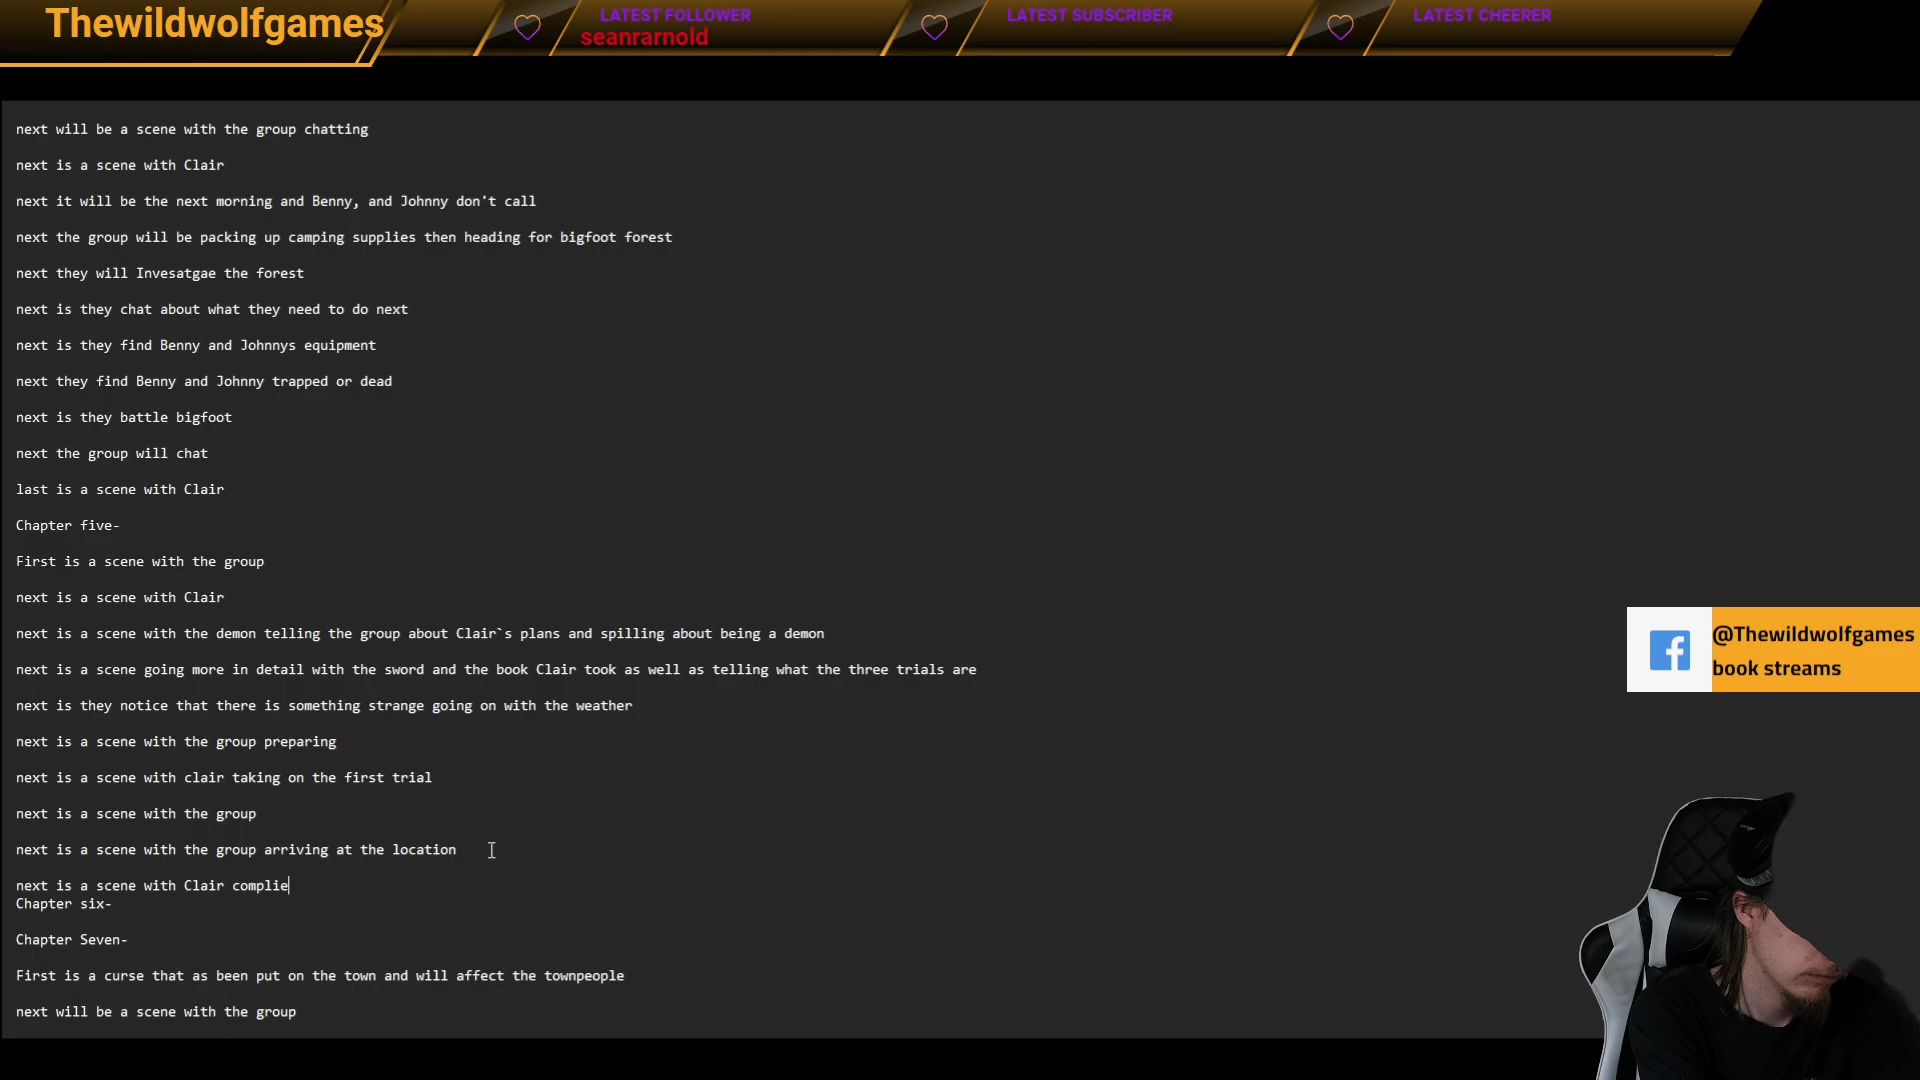 Thewildwolfgames
LATEST FOLLOWER
seanrarnold
LATEST SUBSCRIBER
LATEST CHEERER
next will be a scene with the group chatting
next is a scene with Clair
next it will be the next morning and Benny, and Johnny don't call
next the group will be packing up camping supplies then heading for bigfoot forest
next they will Invesatgae the forest
next is they chat about what they need to do next
next is they find Benny and Johnnys equipment
next they find Benny and Johnny trapped or dead
next is they battle bigfoot
next the group will chat
last is a scene with Clair
Chapter five-
First is a scene with the group
next is a scene with Clair
next is a scene with the demon telling the group about Clair`s plans and spilling about being a demon
next is a scene going more in detail with the sword and the book Clair took as well as telling what the three trials are
next is they notice that there is something strange going on with the weather
next is a scene with the group preparing
next is a scene with clair taking on the first trial
next is a scene with the group
next is a scene with the group arriving at the location
next is a scene with Clair complie
Chapter six-
Chapter Seven-
First is a curse that as been put on the town and will affect the townpeople
next will be a scene with the group
@Thewildwolfgames
book streams